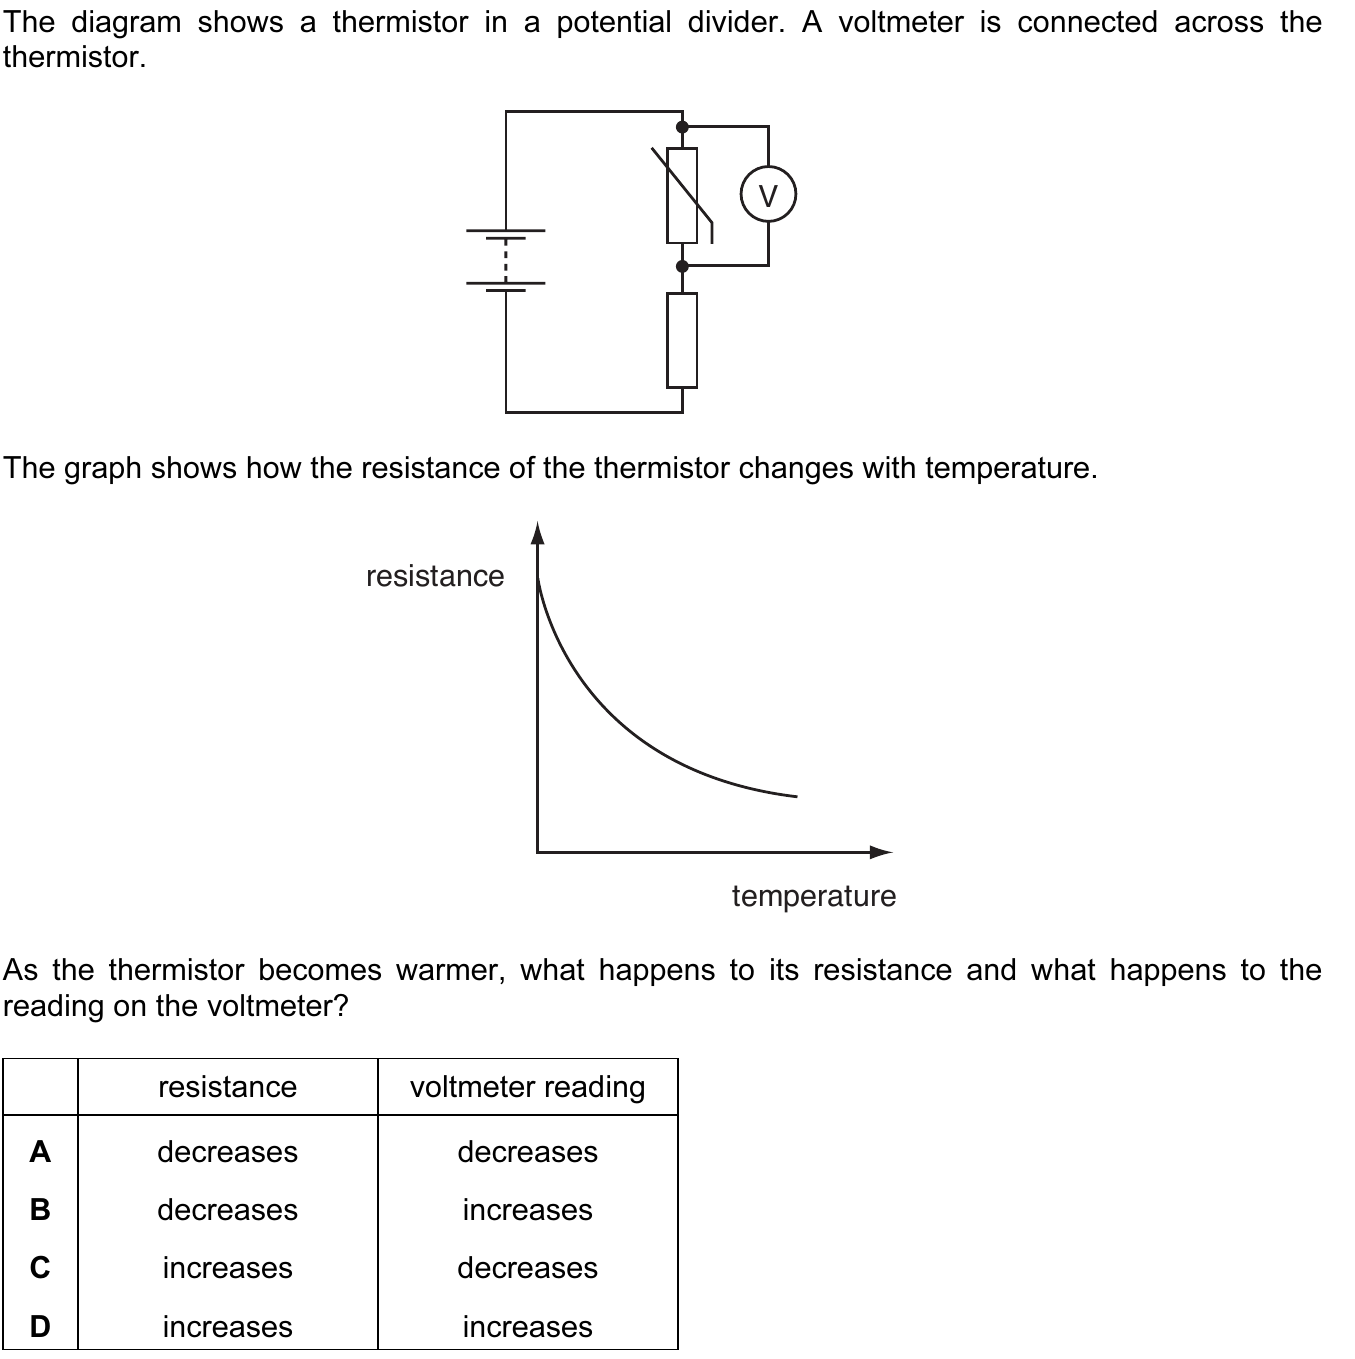 The diagram shows a thermistor in a potential divider. A voltmeter is connected across the
thermistor.
V
The graph shows how the resistance of the thermistor changes with temperature.
resistance
temperature
As the thermistor becomes warmer, what happens to its resistance and what happens to the
reading on the voltmeter?
resistance voltmeter reading
A decreases decreases
B decreases increases
C increases decreases
D increases increases